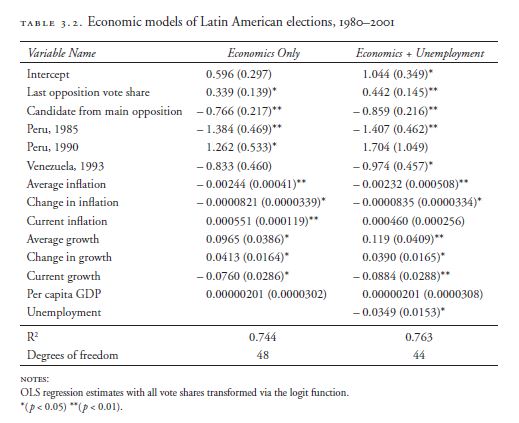 TABLE 3.2. Economic models of Latin American elections, 1980–2001
Variable Name Economics Only Economics + Unemployment
Intercept 0.596 (0.297) 1.044 (0.349)*
Last opposition vote share 0.339 (0.139)* 0.442 (0.145)**
Candidate from main opposition – 0.766 (0.217)** – 0.859 (0.216)**
Peru, 1985 – 1.384 (0.469)** – 1.407 (0.462)**
Peru, 1990 1.262 (0.533)* 1.704 (1.049)
Venezuela, 1993 – 0.833 (0.460) – 0.974 (0.457)*
Average inflation – 0.00244 (0.00041)** – 0.00232 (0.000508)**
Change in inflation – 0.0000821 (0.0000339)* – 0.0000835 (0.0000334)*
Current inflation 0.000551 (0.000119)** 0.000460 (0.000256)
Average growth 0.0965 (0.0386)* 0.119 (0.0409)**
Change in growth 0.0413 (0.0164)* 0.0390 (0.0165)*
Current growth – 0.0760 (0.0286)* – 0.0884 (0.0288)**
Per capita GDP 0.00000201 (0.0000302) 0.00000201 (0.0000308)
Unemployment – 0.0349 (0.0153)*
R² 0.744 0.763
Degrees of freedom 48 44
NOTES:
OLS regression estimates with all vote shares transformed via the logit function.
*(p < 0.05) **(p < 0.01).